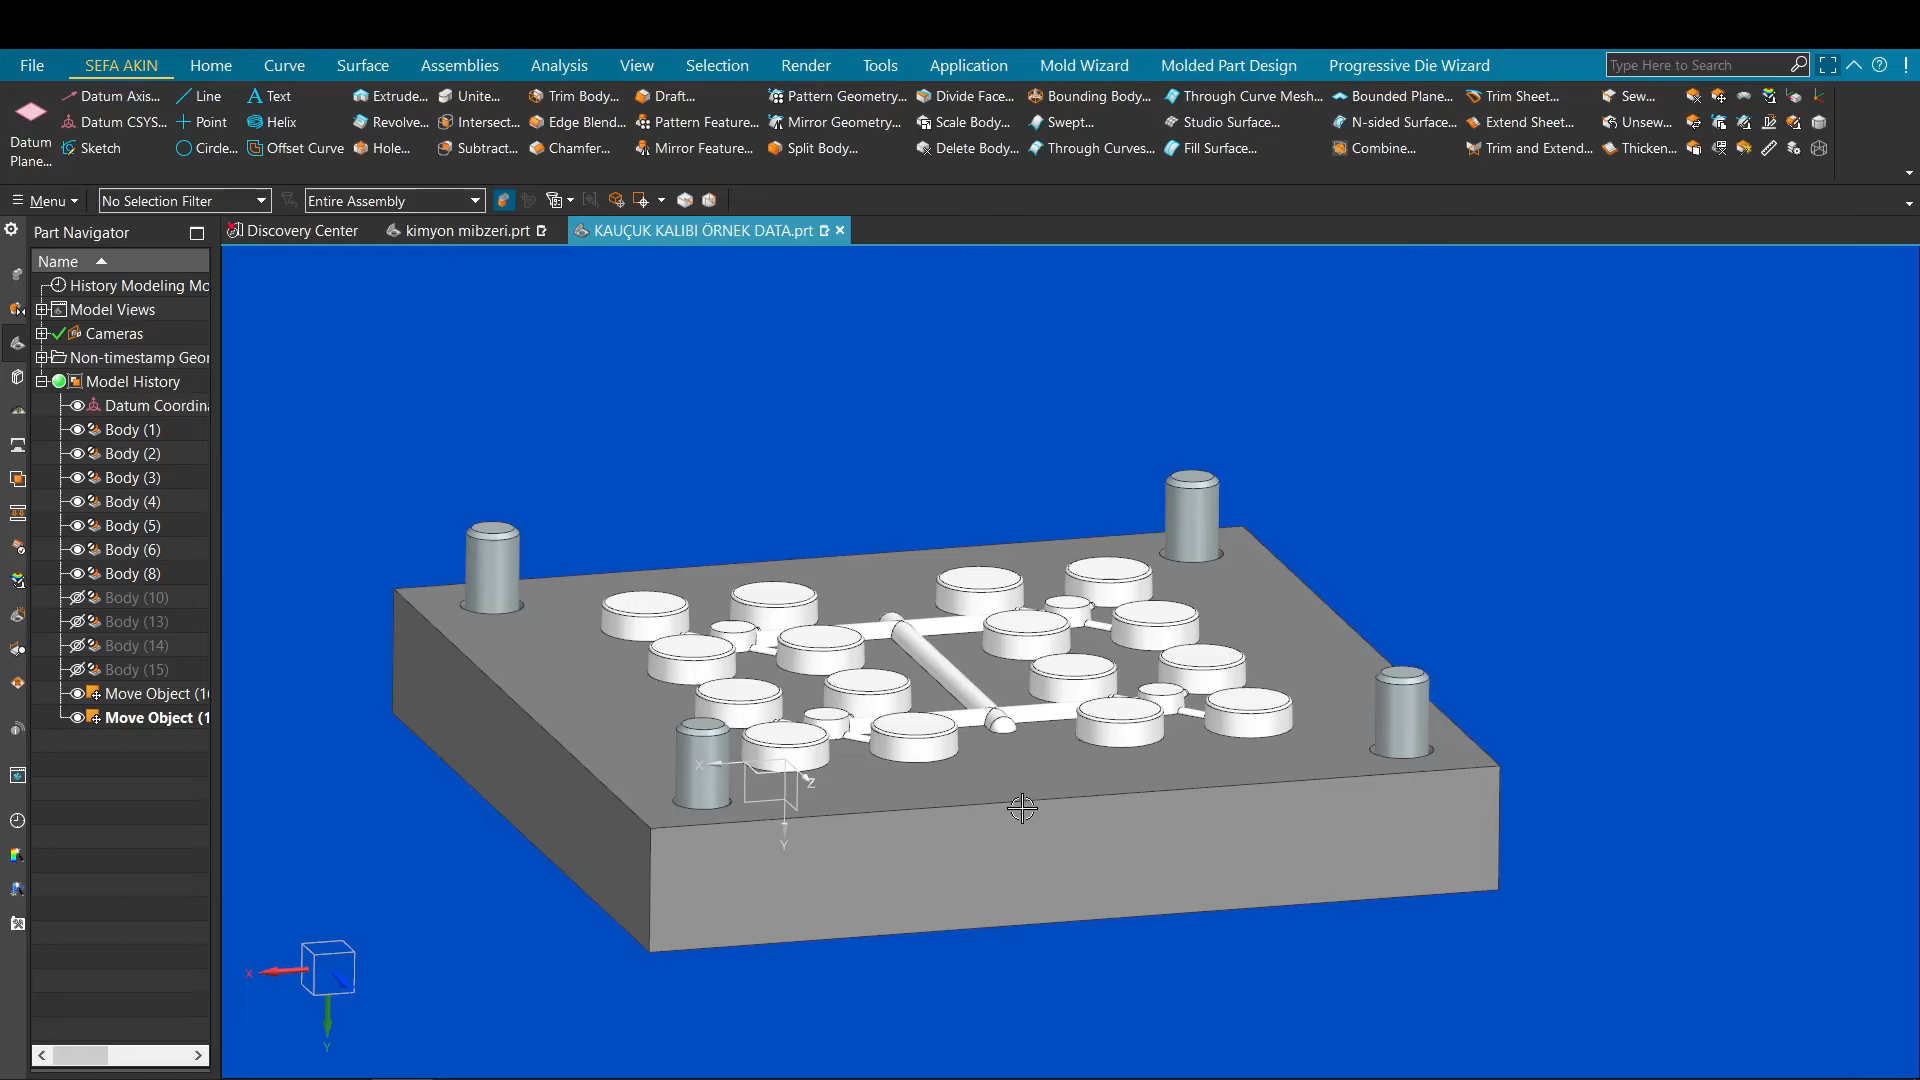 File SEFA AKIN Home Curve Surface Assemblies Analysis View Selection Render Tools Application Mold Wizard Molded Part Design Progressive Die Wizard Type Here to Search
Datum Axis... Line Text Extrude... Unite... Trim Body... Draft... Pattern Geometry... Divide Face... Bounding Body... Through Curve Mesh... Bounded Plane... Trim Sheet... Sew...
Datum CSYS... Point Helix Revolve... Intersect... Edge Blend... Pattern Feature... Mirror Geometry... Scale Body... Swept... Studio Surface... N-sided Surface... Extend Sheet... Unsew...
Datum Plane... Sketch Circle... Offset Curve Hole... Subtract... Chamfer... Mirror Feature... Split Body... Delete Body... Through Curves... Fill Surface... Combine... Trim and Extend... Thicken...
Menu No Selection Filter Entire Assembly
Part Navigator Discovery Center kimyon mibzeri.prt KAUÇUK KALIBI ÖRNEK DATA.prt
Name
History Modeling Mo
Model Views
Cameras
Non-timestamp Geor
Model History
Datum Coordina
Body (1)
Body (2)
Body (3)
Body (4)
Body (5)
Body (6)
Body (8)
Body (10)
Body (13)
Body (14)
Body (15)
Move Object (1
Move Object (1
X
Z
Y
X
Y